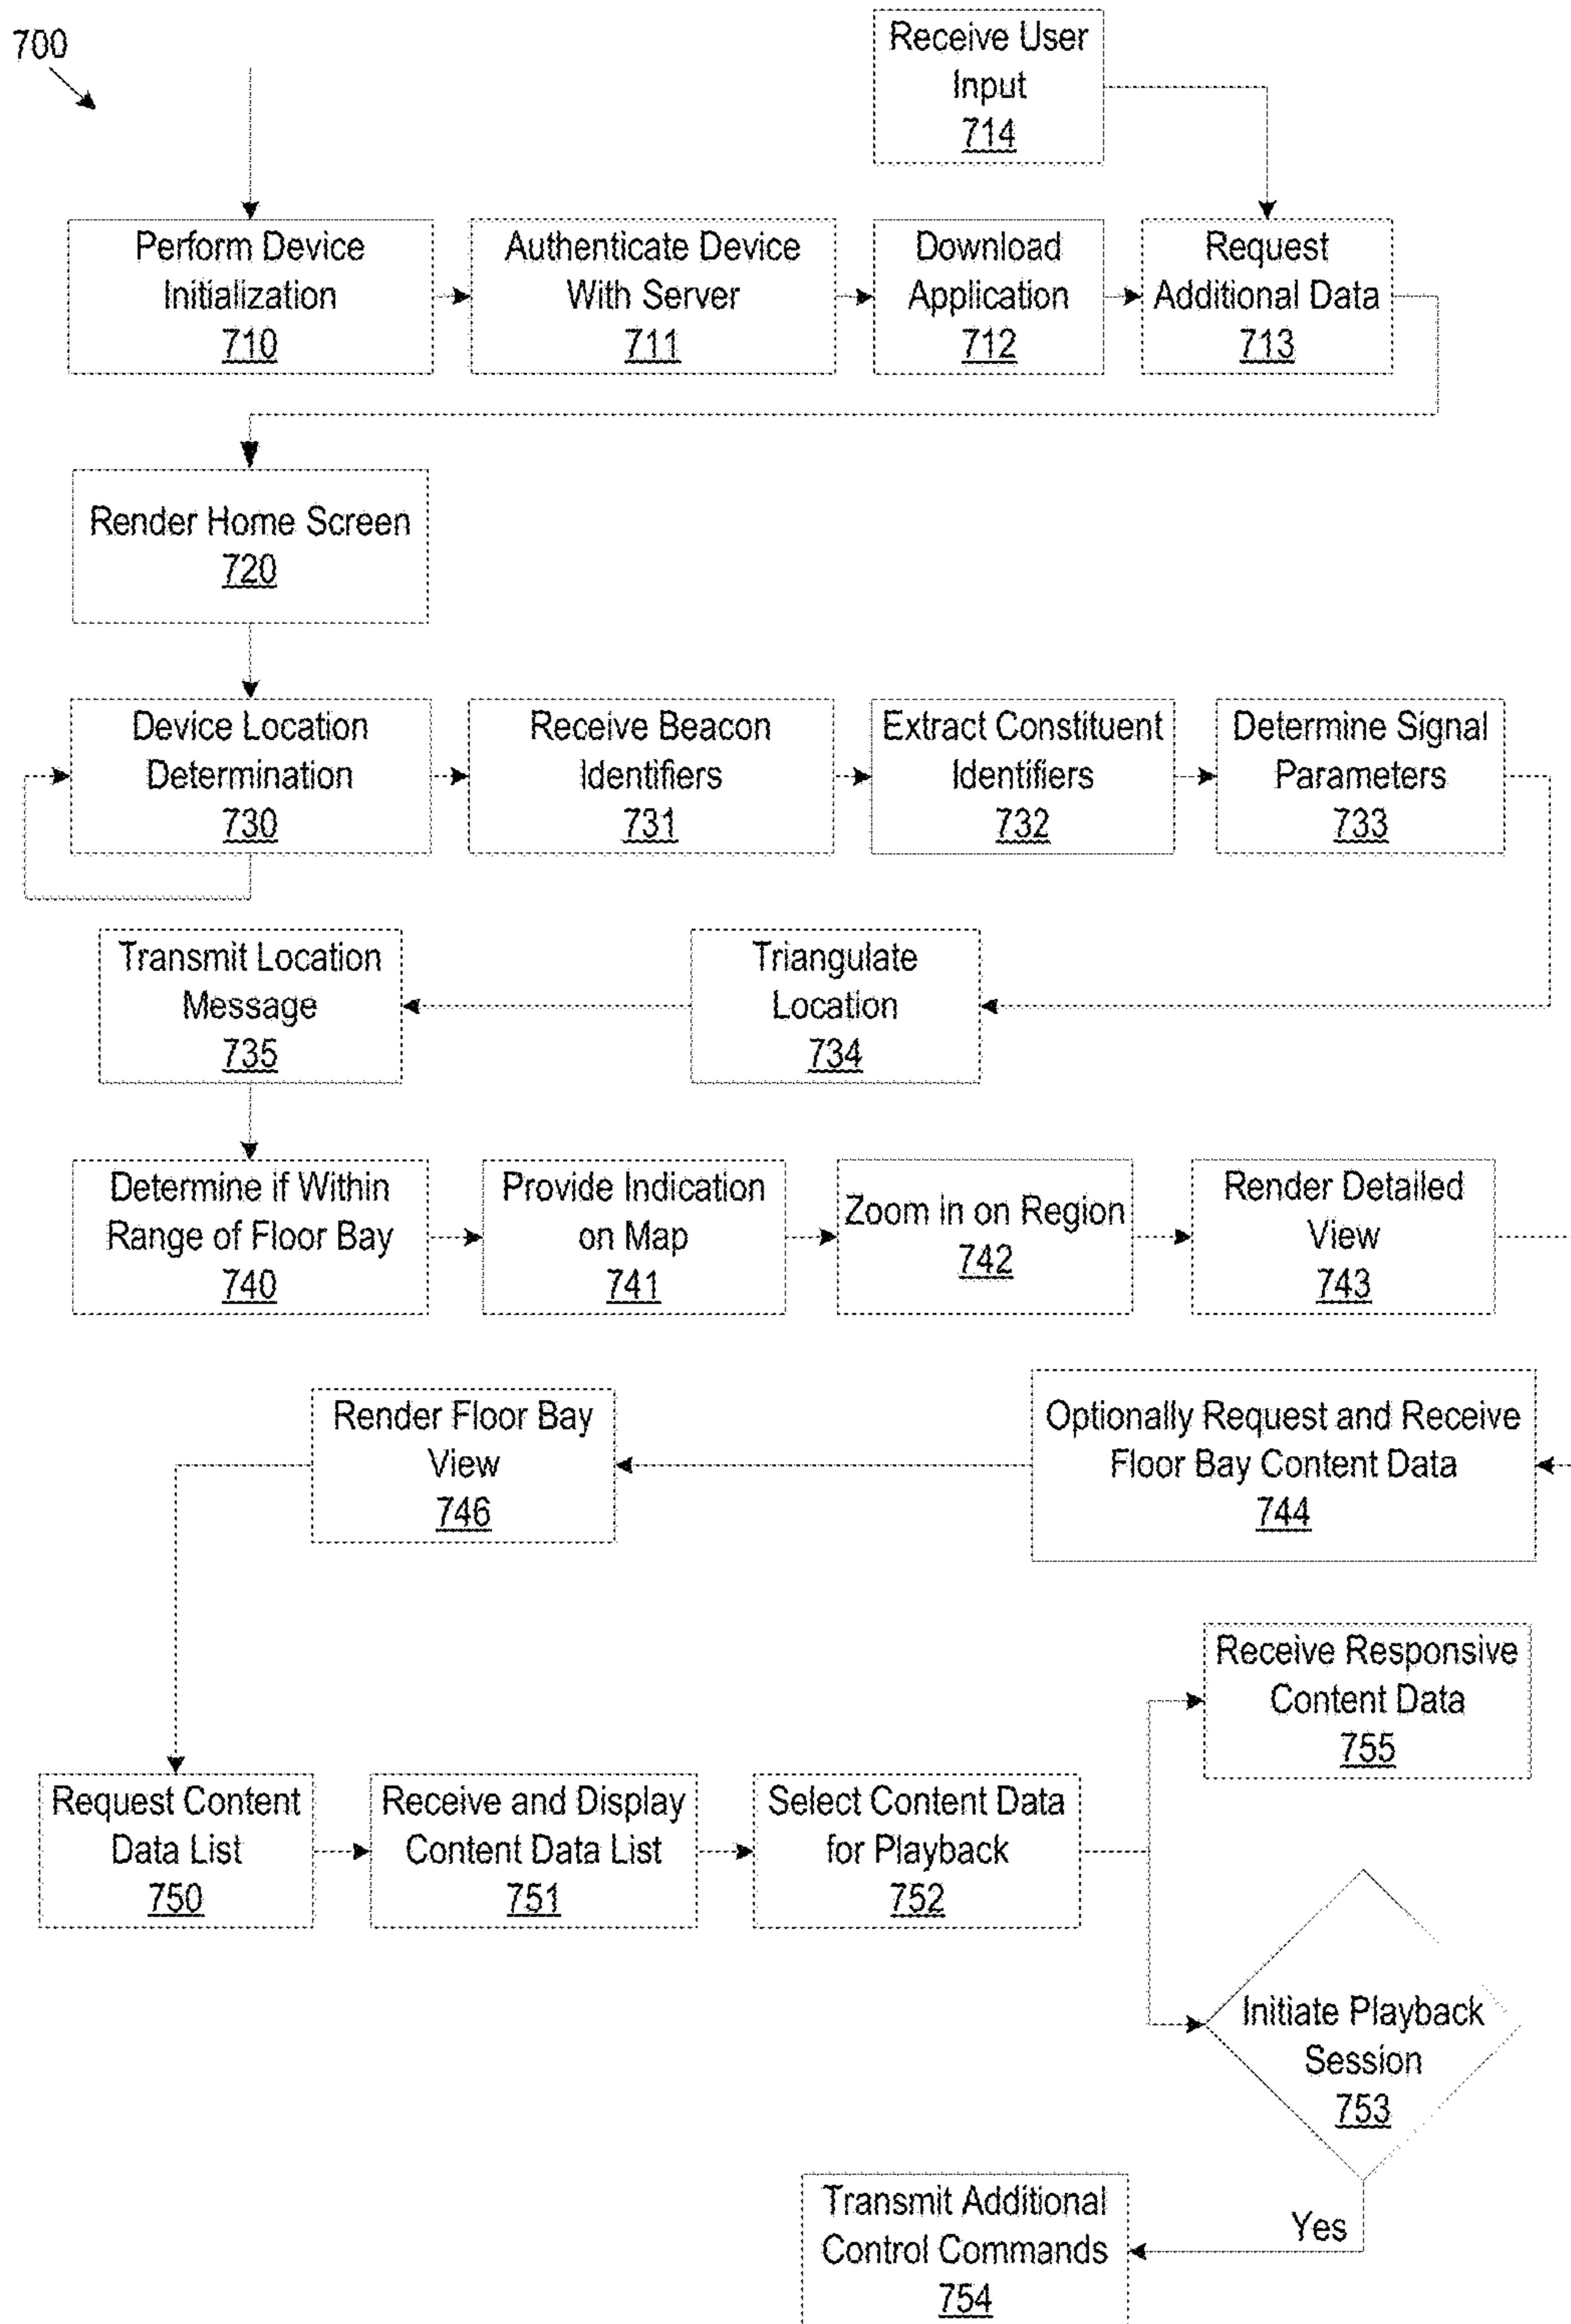 700
Receive User
Input
714
Perform Device
Initialization
710
Authenticate Device
With Server
711
Download
Application
712
Request
Additional Data
713
Render Home Screen
720
Device Location
Determination
730
Receive Beacon
Identifiers
731
Extract Constituent
Identifiers
732
Determine Signal
Parameters
733
Transmit Location
Message
735
Triangulate
Location
734
Determine if Within
Range of Floor Bay
740
Provide Indication
on Map
741
Zoom in on Region
742
Render Detailed
View
743
Render Floor Bay
View
746
Optionally Request and Receive
Floor Bay Content Data
744
Receive Responsive
Content Data
755
Request Content
Data List
750
Receive and Display
Content Data List
751
Select Content Data
for Playback
752
Initiate Playback
Session
753
Yes
Transmit Additional
Control Commands
754